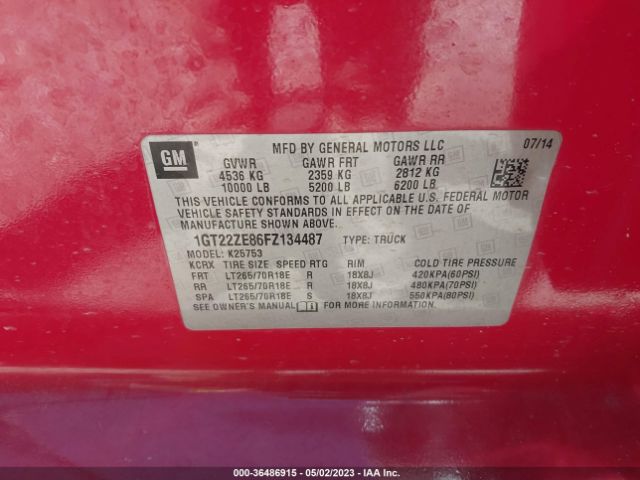 GM
MFD BY GENERAL MOTORS LLC 07/14
GVWR GAWR FRT GAWR RR
4536 KG 2359 KG 2812 KG
10000 LB 5200 LB 6200 LB
THIS VEHICLE CONFORMS TO ALL APPLICABLE U.S. FEDERAL MOTOR
VEHICLE SAFETY STANDARDS IN EFFECT ON THE DATE OF
MANUFACTURE SHOWN ABOVE.
1GT22ZE86FZ134487 TYPE: TRUCK
MODEL: K25753
KCRX TIRE SIZE SPEED RTG RIM COLD TIRE PRESSURE
FRT LT265/70R18E R 18X8J 420KPA(60PSI)
RR LT265/70R18E R 18X8J 480KPA(70PSI)
SPA LT265/70R18E S 18X8J 550KPA(80PSI)
SEE OWNER'S MANUAL FOR MORE INFORMATION.
000-36486915 - 05/02/2023 - IAA Inc.